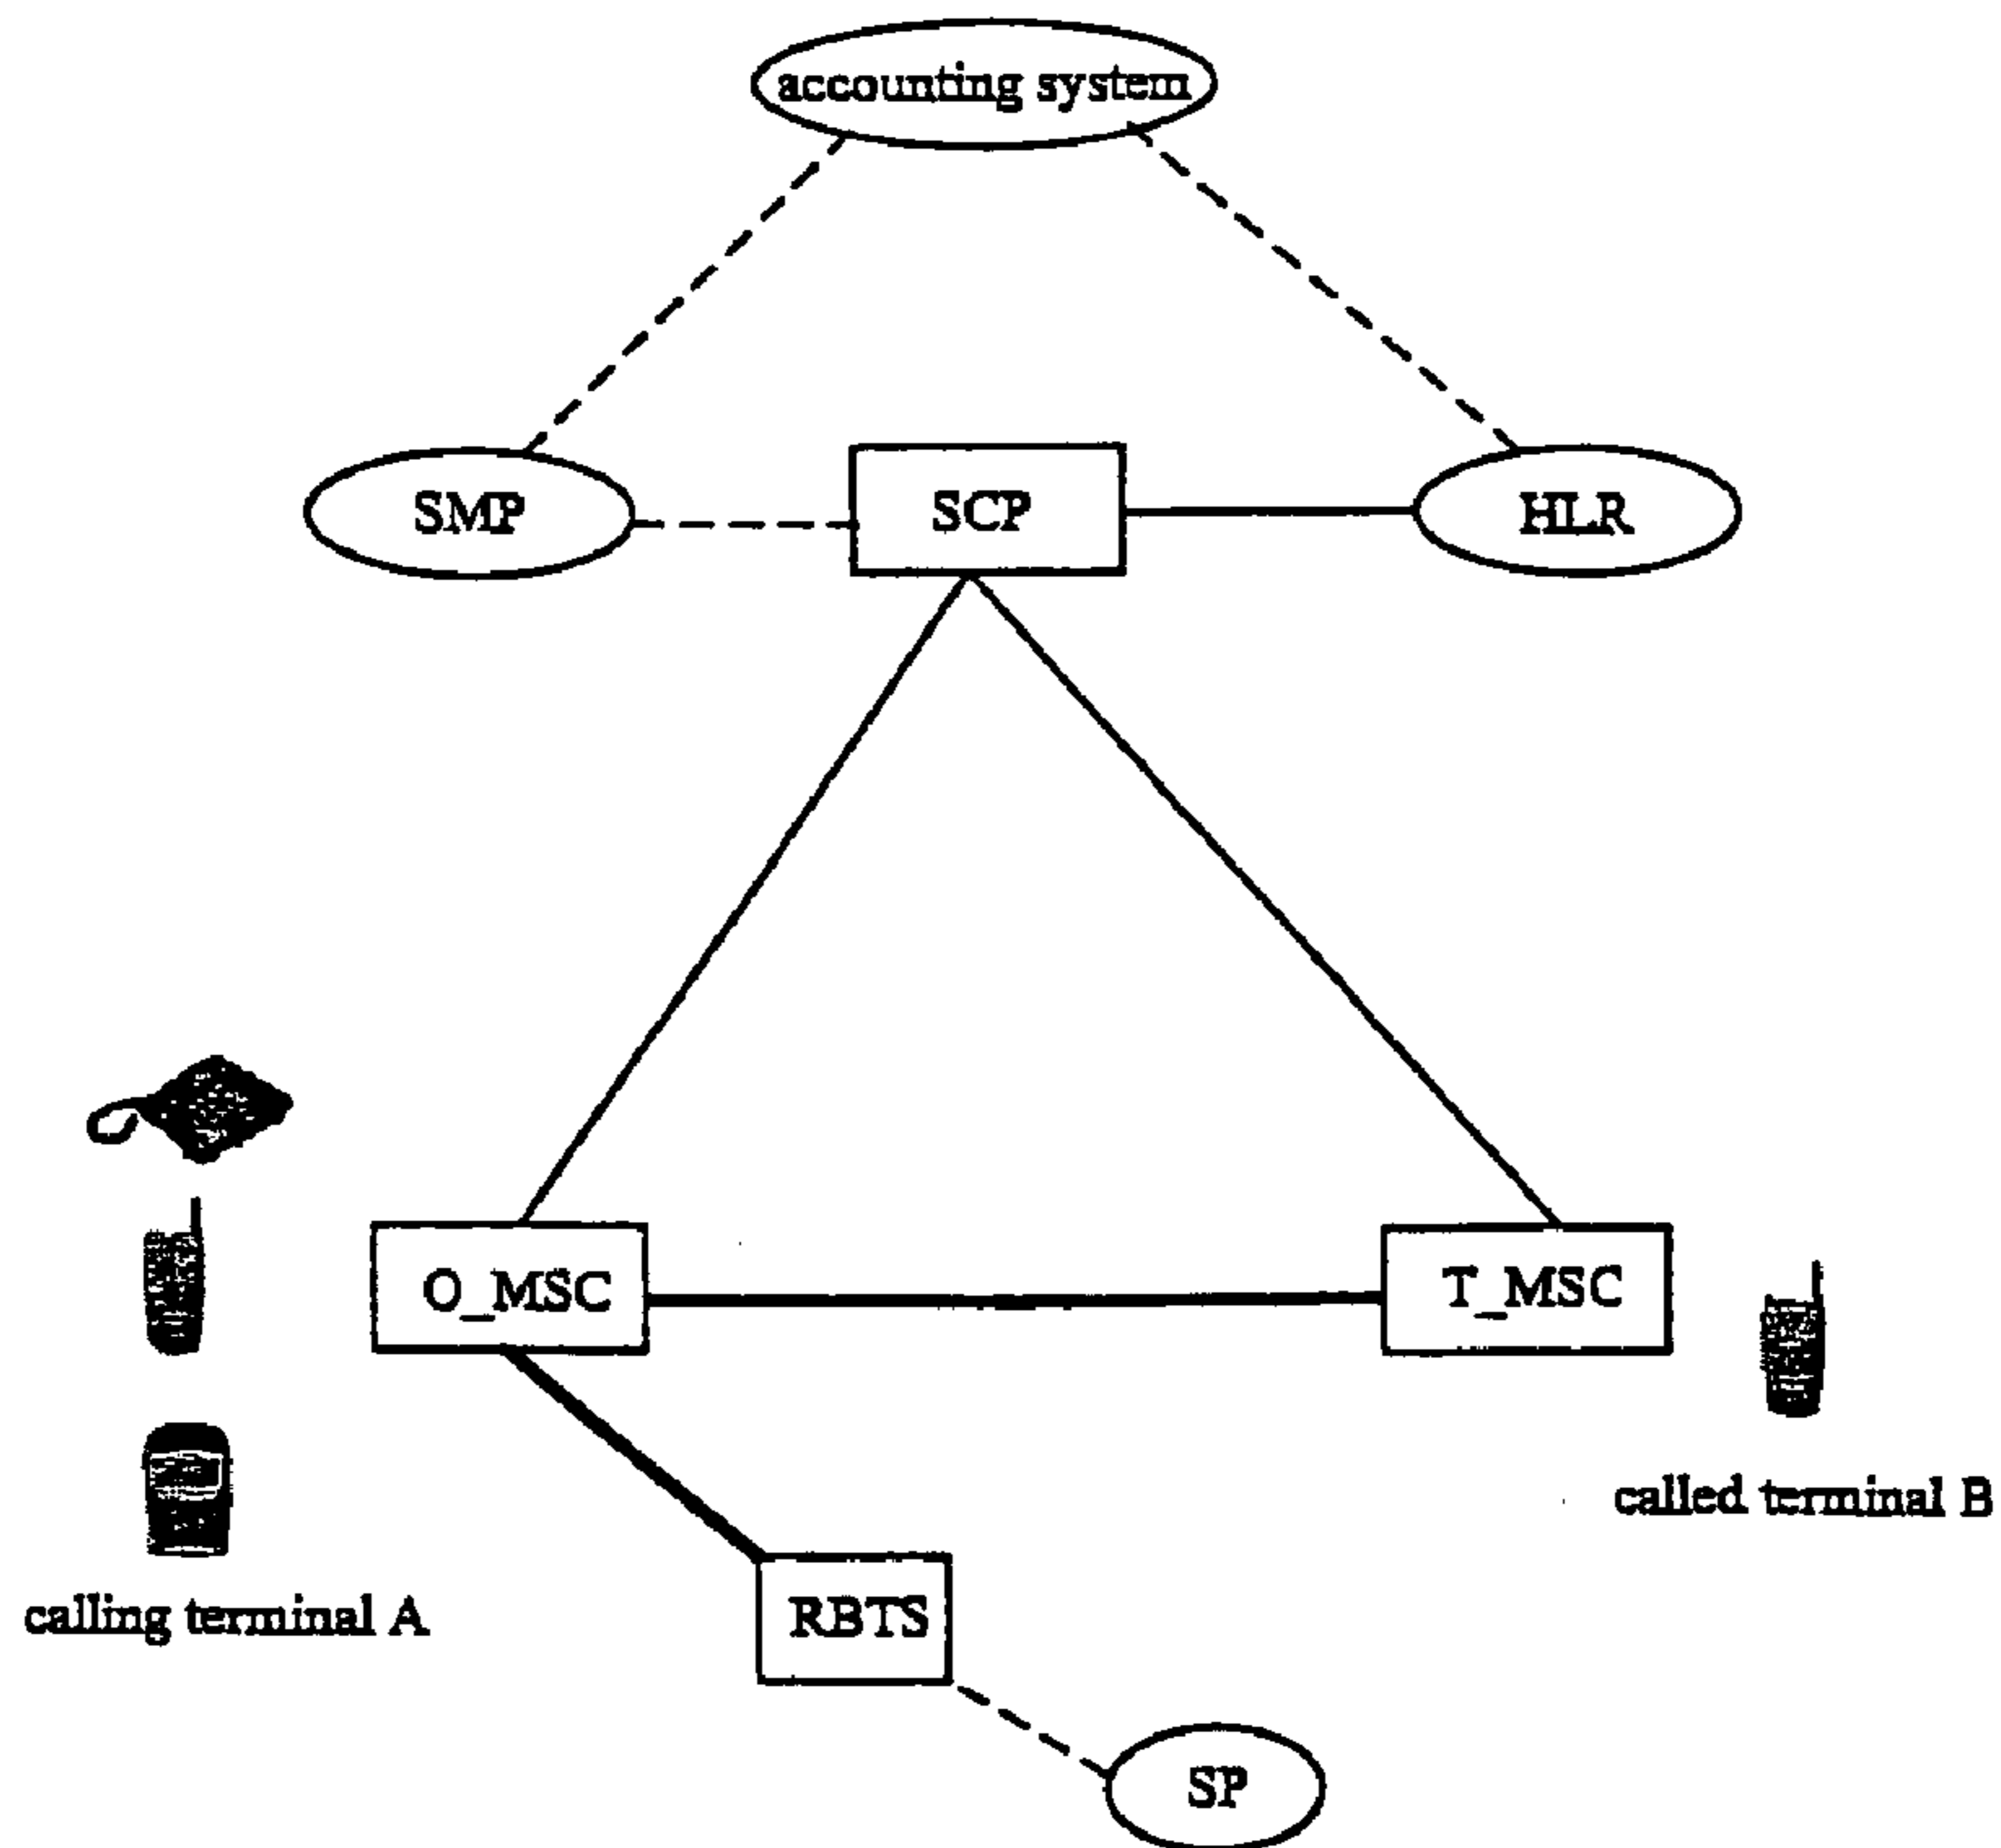 accounting system
SMP
SCP
HLR
O_MSC
T_MSC
called terminal B
calling terminal A
RBTS
SP